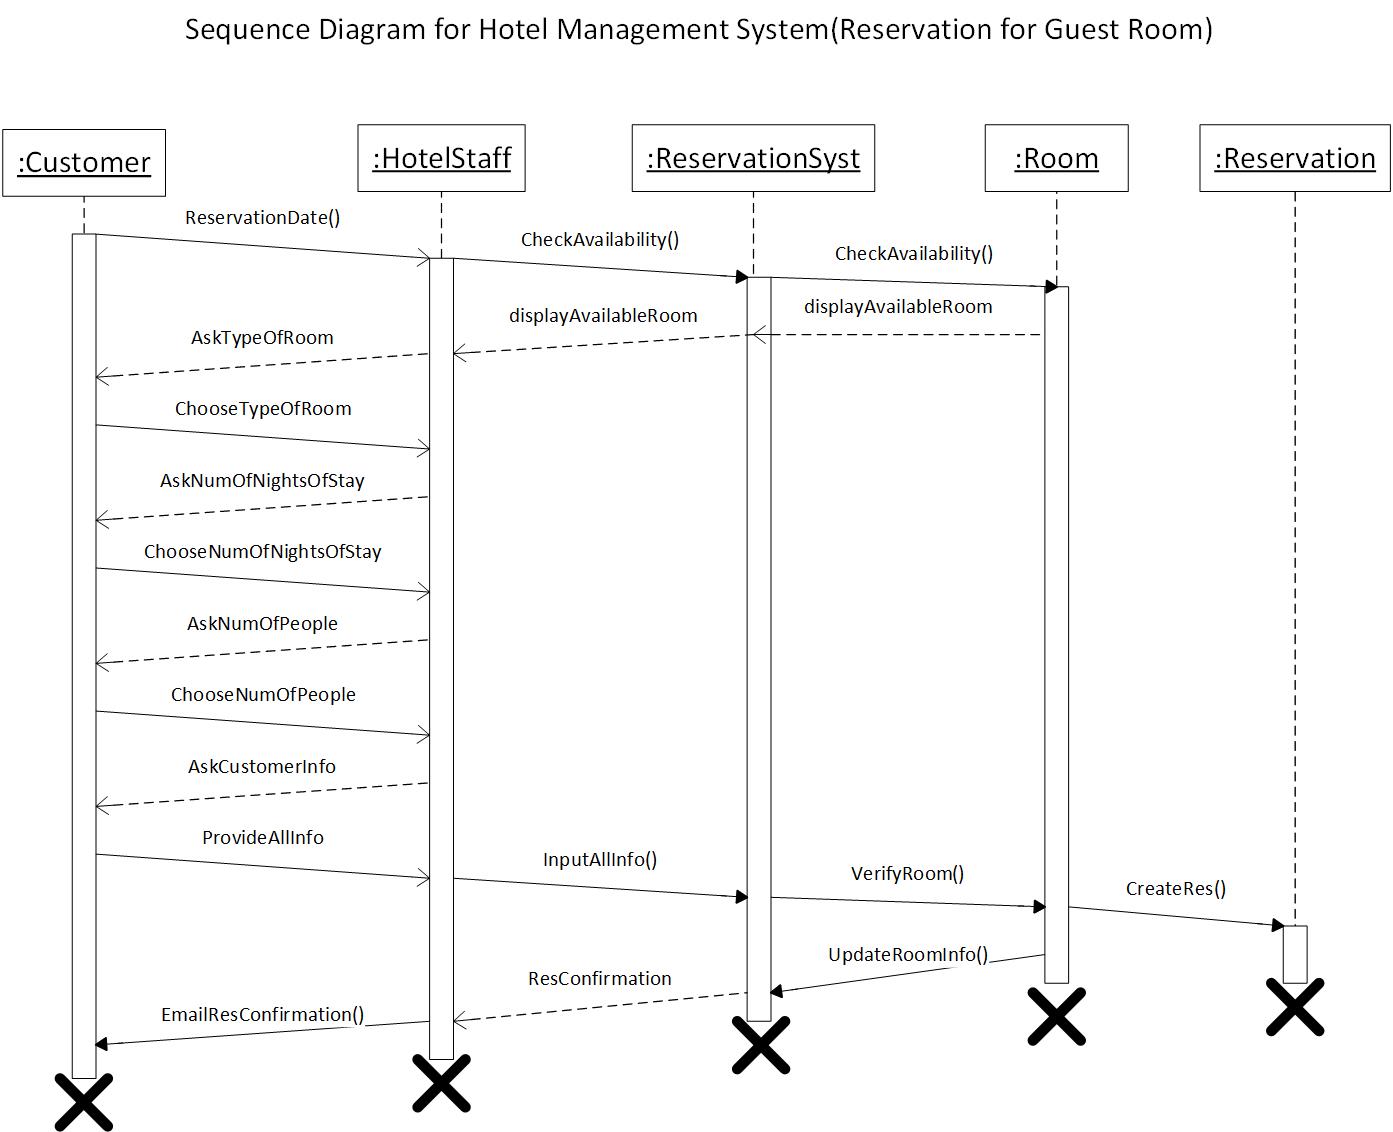 Sequence Diagram for Hotel Management System(Reservation for Guest Room)
:Customer
:HotelStaff
:ReservationSyst
:Room
:Reservation
ReservationDate()
CheckAvailability()
CheckAvailability()
displayAvailableRoom
displayAvailableRoom
AskTypeOfRoom
ChooseTypeOfRoom
AskNumOfNightsOfStay
ChooseNumOfNightsOfStay
AskNumOfPeople
ChooseNumOfPeople
AskCustomerInfo
ProvideAllInfo
InputAllInfo()
VerifyRoom()
CreateRes()
UpdateRoomInfo()
ResConfirmation
EmailResConfirmation()